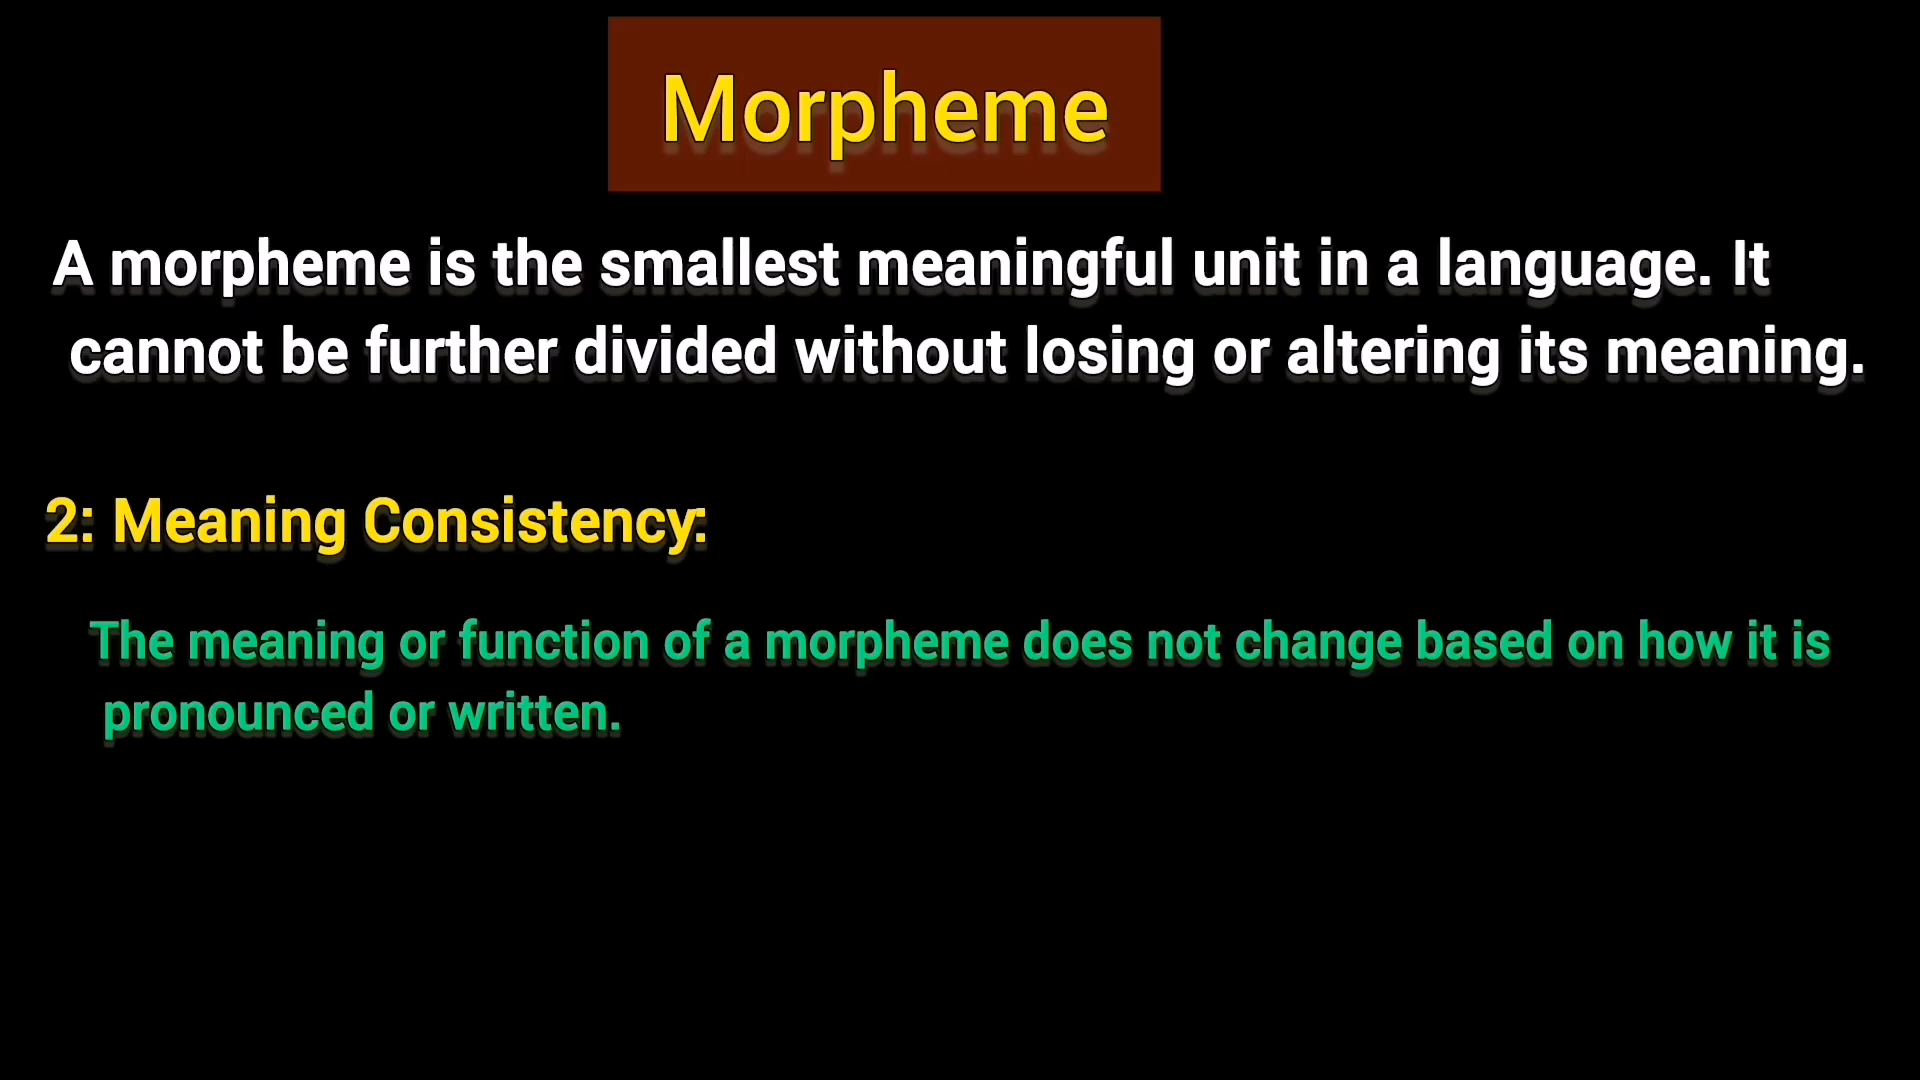 Morpheme
A morpheme is the smallest meaningful unit in a language. It
cannot be further divided without losing or altering its meaning.
2: Meaning Consistency:
The meaning or function of a morpheme does not change based on how it is
pronounced or written.